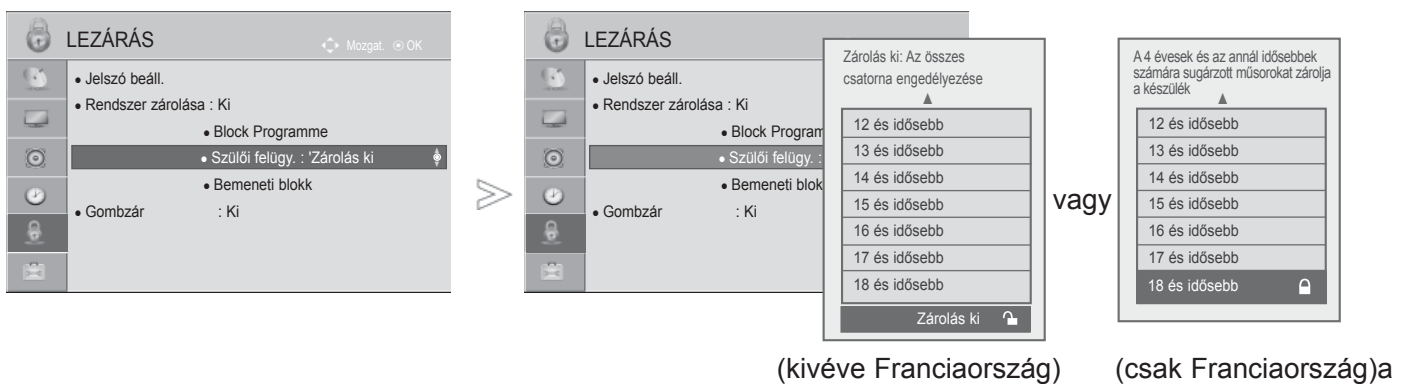 LEZÁRÁS
Mozgat. OK
• Jelszó beáll.
• Rendszer zárolása : Ki
• Block Programme
• Szülői felügy. : 'Zárolás ki
• Bemeneti blokk
• Gombzár : Ki
LEZÁRÁS
• Jelszó beáll.
• Rendszer zárolása : Ki
• Block Program
• Szülői felügy. :
• Bemeneti blok
• Gombzár : Ki
Zárolás ki: Az összes
csatorna engedélyezése
12 és idősebb
13 és idősebb
14 és idősebb
15 és idősebb
16 és idősebb
17 és idősebb
18 és idősebb
Zárolás ki
(kivéve Franciaország)
vagy
A 4 évesek és az annál idősebbek
számára sugárzott műsorokat zárolja
a készülék
12 és idősebb
13 és idősebb
14 és idősebb
15 és idősebb
16 és idősebb
17 és idősebb
18 és idősebb
(csak Franciaország)a